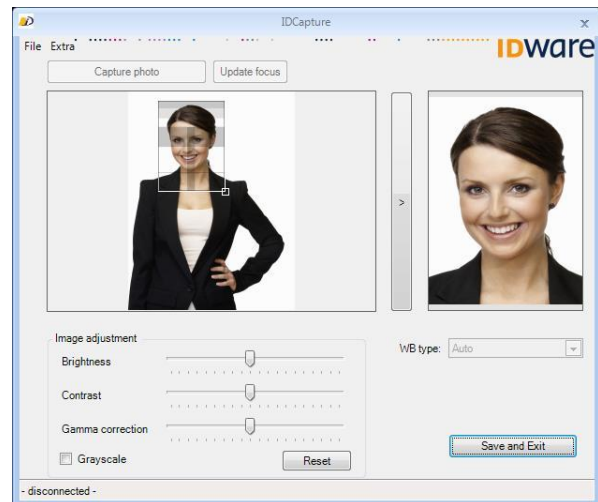 IDCapture
x
File Extra
IDware
Capture photo Update focus
>
Image adjustment
Brightness
Contrast
Gamma correction
Grayscale
Reset
WB type: Auto
Save and Exit
- disconnected -